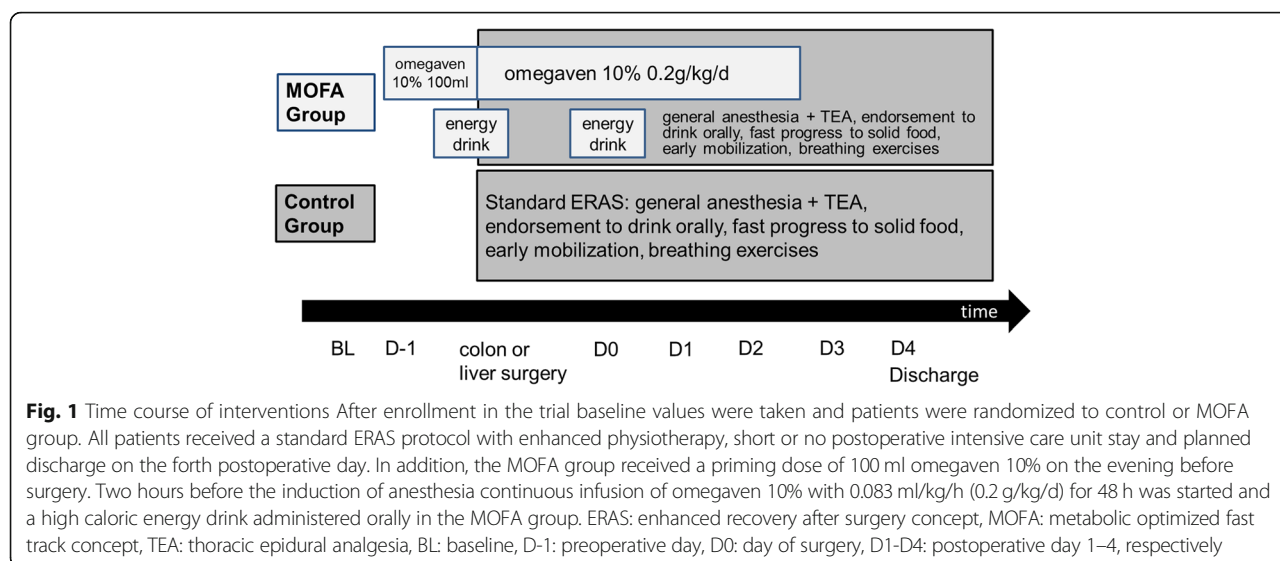 omegaven
10% 100ml
omegaven 10% 0.2g/kg/d
MOFA
Group
energy
drink
energy
drink
general anesthesia + TEA, endorsement to
drink orally, fast progress to solid food,
early mobilization, breathing exercises
Control
Group
Standard ERAS: general anesthesia + TEA,
endorsement to drink orally, fast progress to solid food,
early mobilization, breathing exercises
time
BL
D-1
colon or
liver surgery
D0
D1
D2
D3
D4
Discharge
Fig. 1 Time course of interventions After enrollment in the trial baseline values were taken and patients were randomized to control or MOFA
group. All patients received a standard ERAS protocol with enhanced physiotherapy, short or no postoperative intensive care unit stay and planned
discharge on the forth postoperative day. In addition, the MOFA group received a priming dose of 100 ml omegaven 10% on the evening before
surgery. Two hours before the induction of anesthesia continuous infusion of omegaven 10% with 0.083 ml/kg/h (0.2 g/kg/d) for 48 h was started and
a high caloric energy drink administered orally in the MOFA group. ERAS: enhanced recovery after surgery concept, MOFA: metabolic optimized fast
track concept, TEA: thoracic epidural analgesia, BL: baseline, D-1: preoperative day, D0: day of surgery, D1-D4: postoperative day 1–4, respectively